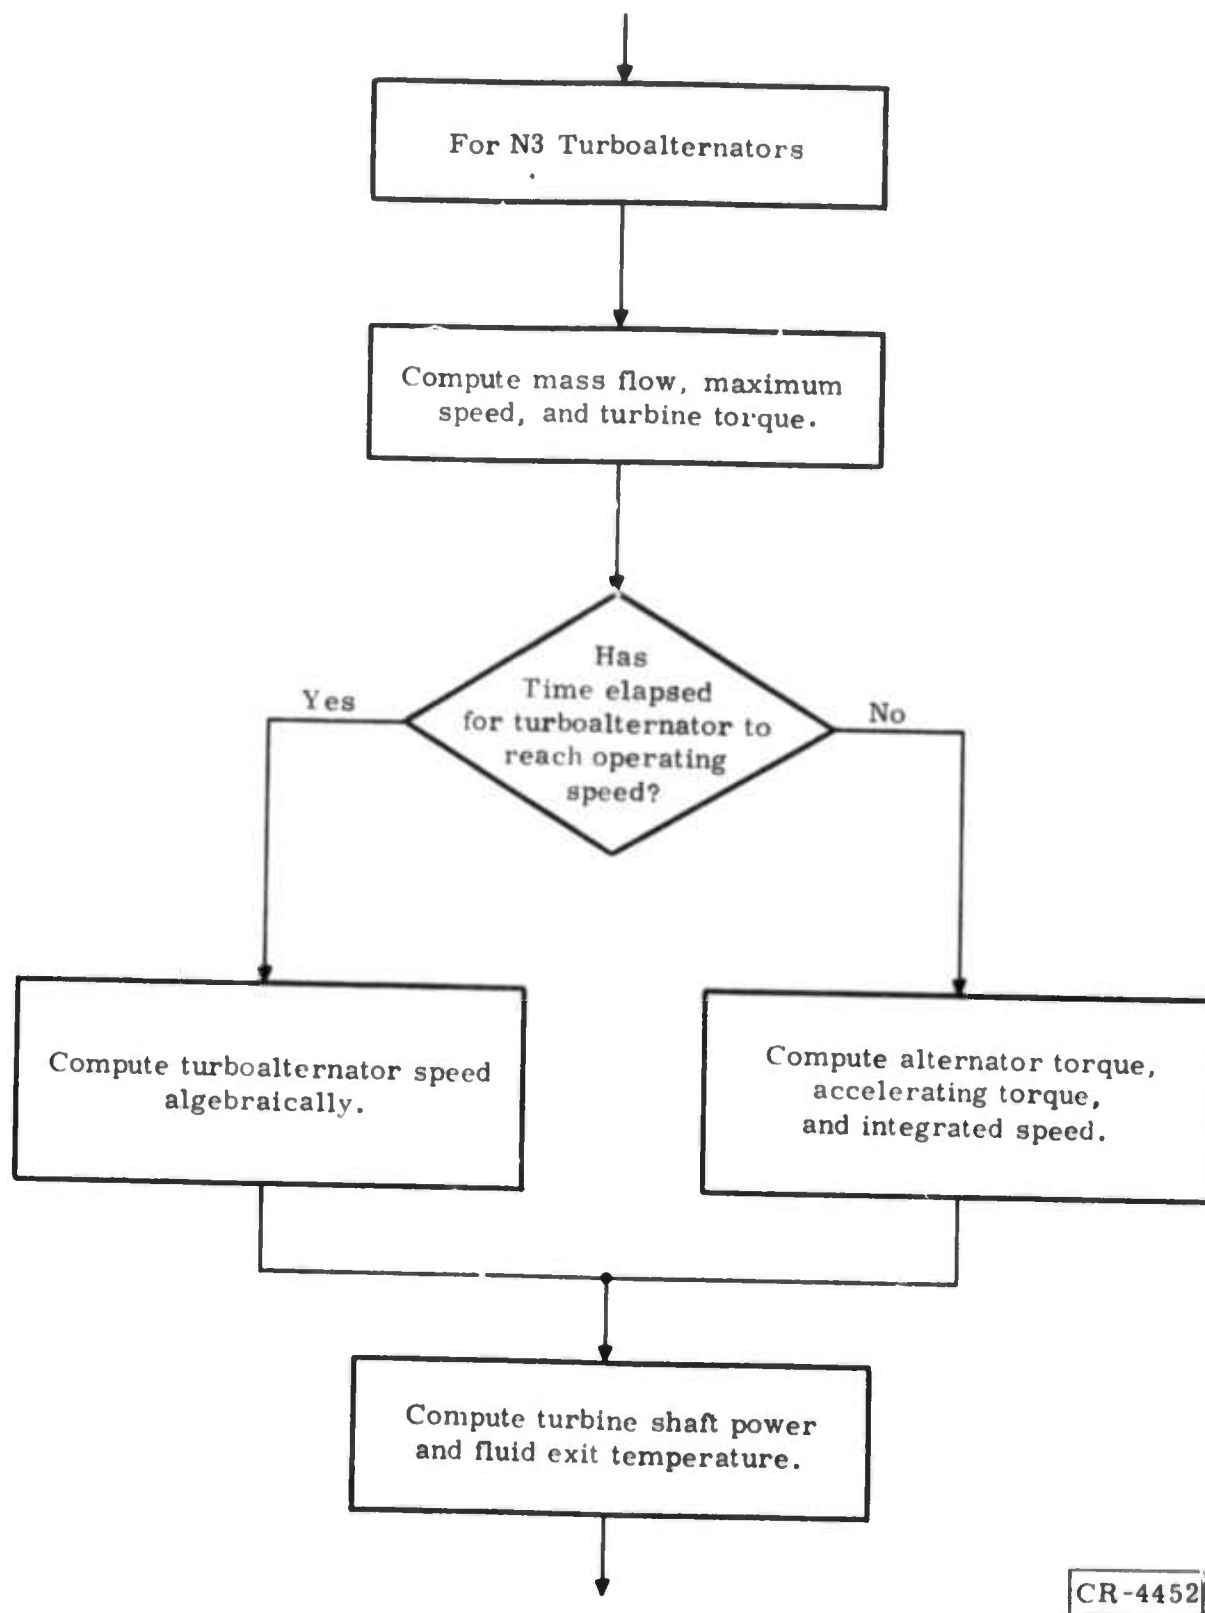 For N3 Turboalternators
Compute mass flow, maximum
speed, and turbine torque.
Has
Time elapsed
for turboalternator to
reach operating
speed?
Yes
No
Compute turboalternator speed
algebraically.
Compute alternator torque,
accelerating torque,
and integrated speed.
Compute turbine shaft power
and fluid exit temperature.
CR-4452